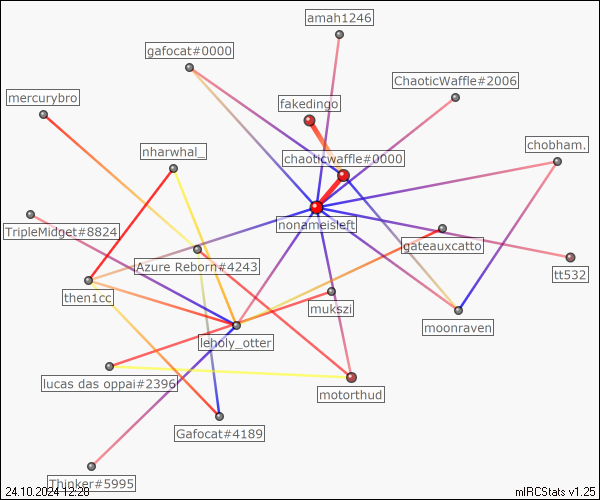 amah1246
gafocat#0000
ChaoticWaffle#2006
mercurybro
fakedingo
chobham.
nharwhal_
chaoticwaffle#0000
TripleMidget#8824
nonameisleft
gateauxcatto
Azure Reborn#4243
tt532
then1cc
mukszi
moonraven
leholy_otter
lucas das oppai#2396
motorthud
Gafocat#4189
Thinker#5995
24.10.2024 12:28
mIRCStats v1.25